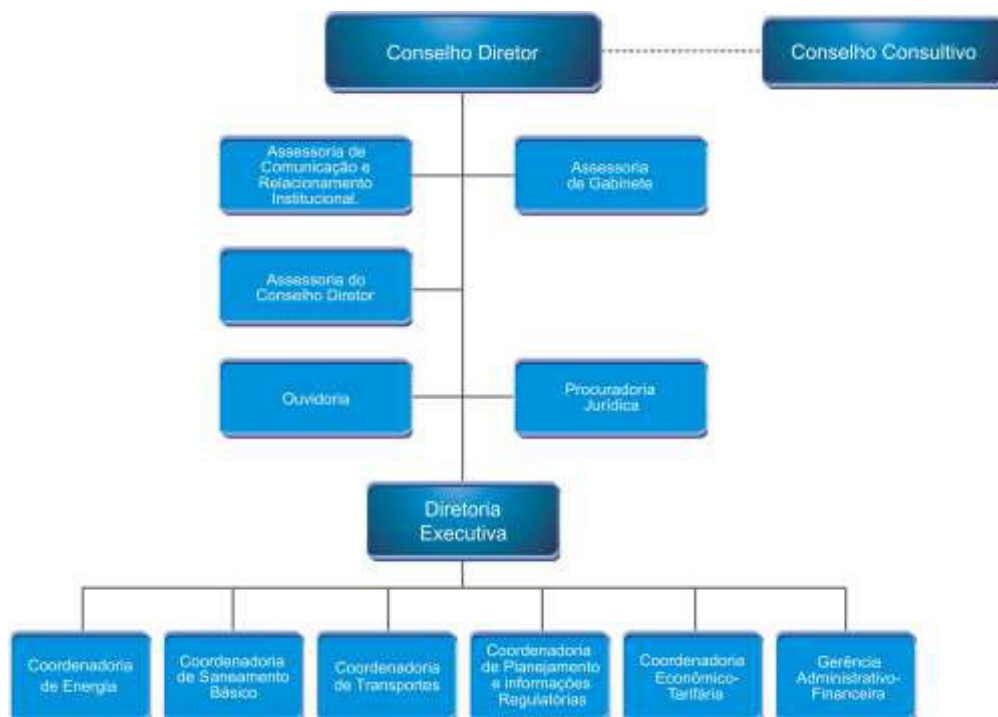 Conselho Diretor
Conselho Consultivo
Assessoria de
Comunicação e
Relacionamento
Institucional.
Assessoria
de Gabinete
Assessoria do
Conselho Diretor
Ouvidoria
Procuradoria
Jurídica
Diretoria
Executiva
Coordenadoria
de Energia
Coordenadoria
de Saneamento
Básico
Coordenadoria
de Transportes
Coordenadoria
de Planejamento
e informações
Regulatórias
Coordenadoria
Econômico-
Tarifária
Gerência
Administrativo-
Financeira